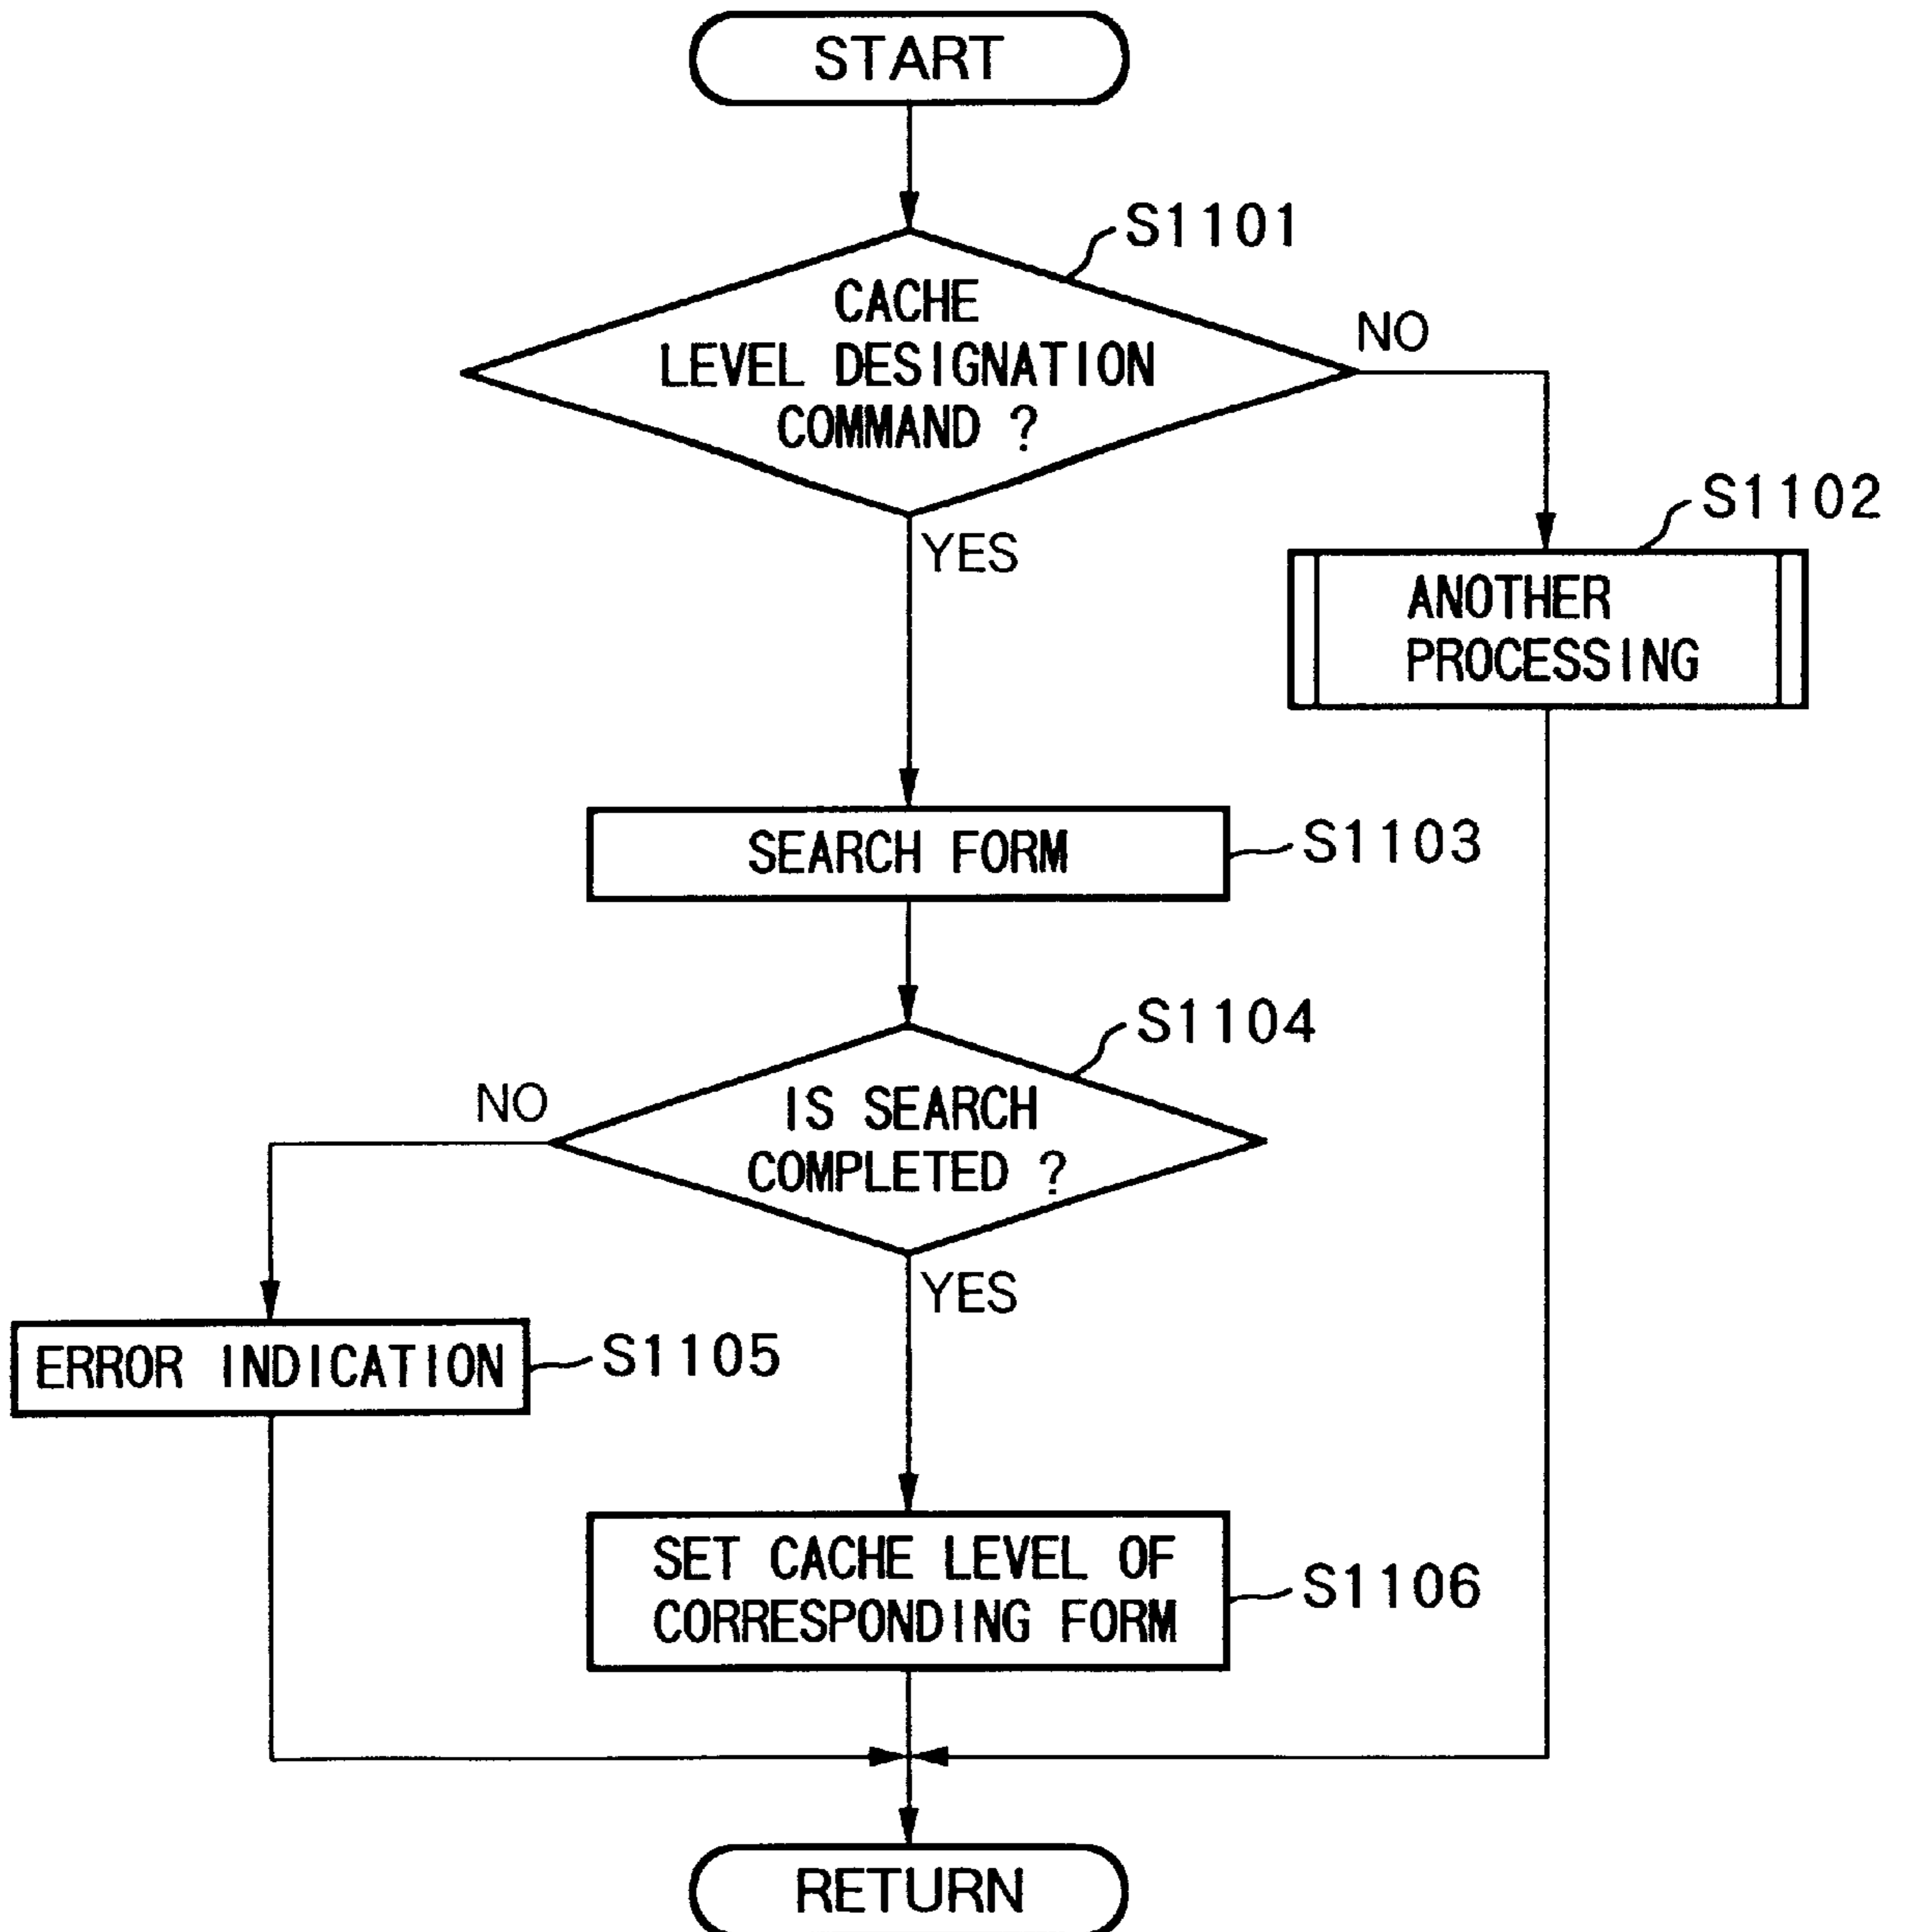 START
S1101
CACHE
LEVEL DESIGNATION
COMMAND ?
NO
YES
S1102
ANOTHER
PROCESSING
SEARCH FORM
S1103
S1104
IS SEARCH
COMPLETED ?
NO
YES
ERROR INDICATION
S1105
SET CACHE LEVEL OF
CORRESPONDING FORM
S1106
RETURN